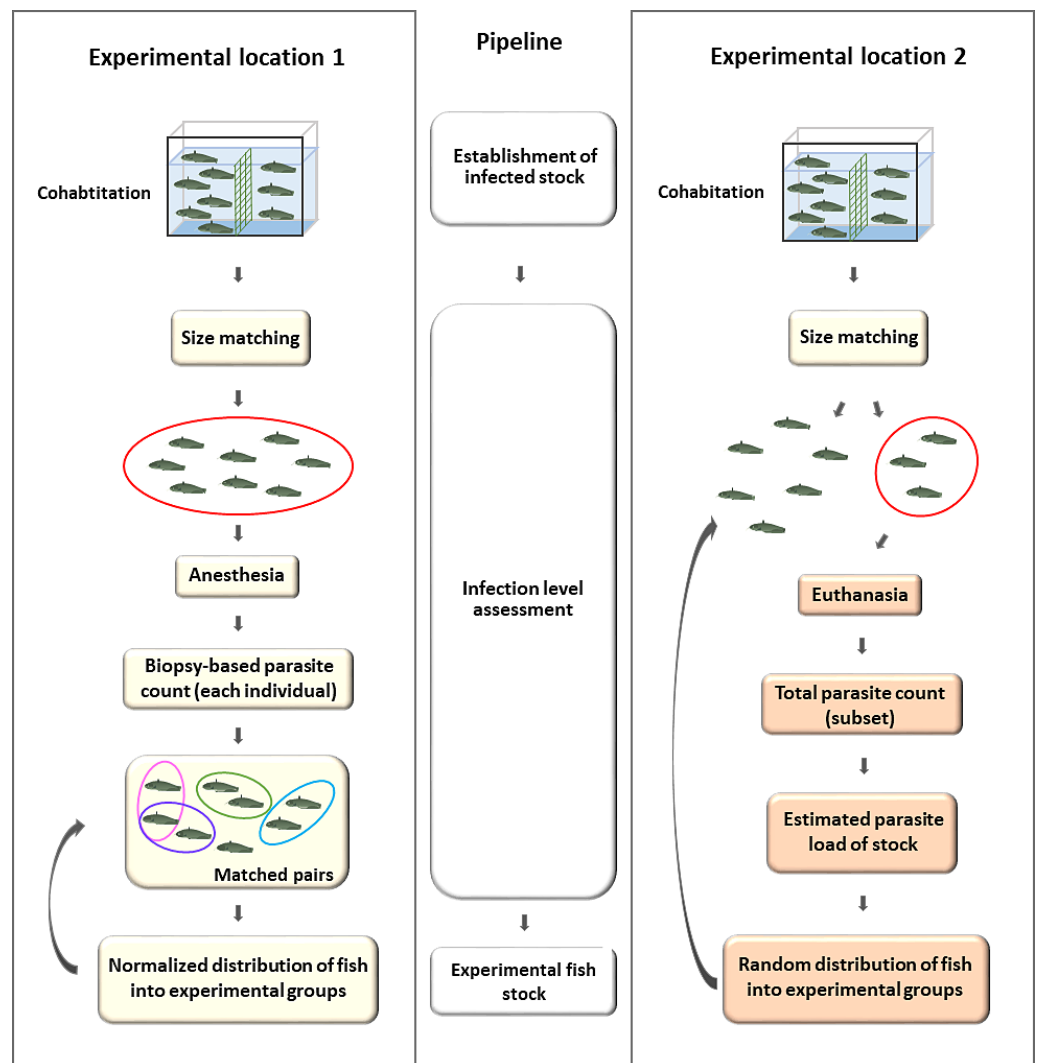 Experimental location 1
Cohabtitation
Size matching
Anesthesia
Biopsy-based parasite
count (each individual)
Matched pairs
Normalized distribution of fish
into experimental groups
Pipeline
Establishment of
infected stock
Infection level
assessment
Experimental fish
stock
Experimental location 2
Cohabitation
Size matching
Euthanasia
Total parasite count
(subset)
Estimated parasite
load of stock
Random distribution of fish
into experimental groups